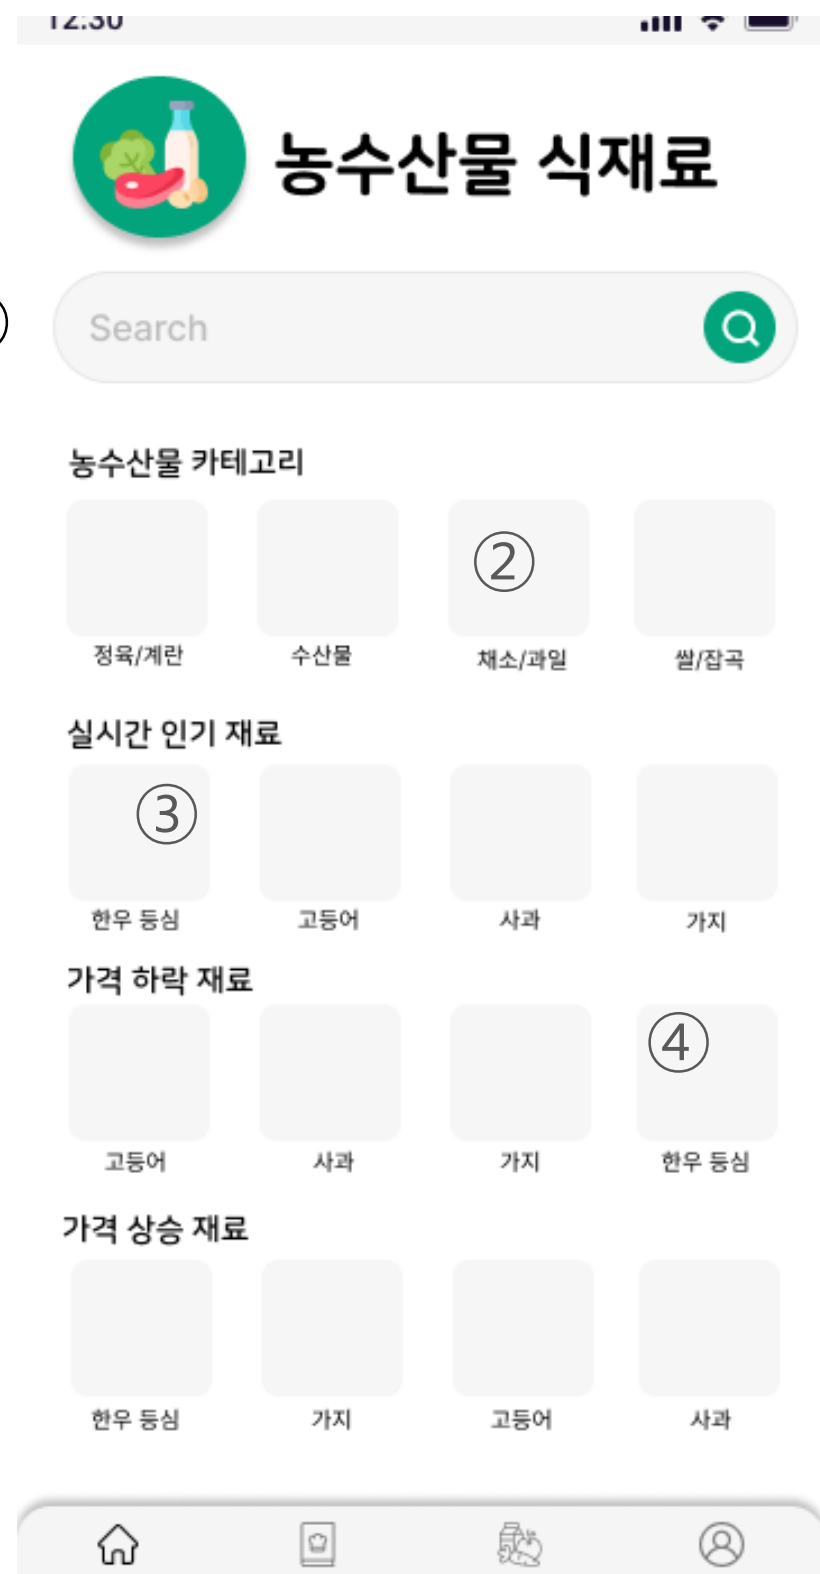 12:30
농수산물 식재료
Search
농수산물 카테고리
②
정육/계란 수산물 채소/과일 쌀/잡곡
실시간 인기 재료
③
한우 등심 고등어 사과 가지
가격 하락 재료
④
고등어 사과 가지 한우 등심
가격 상승 재료
한우 등심 가지 고등어 사과